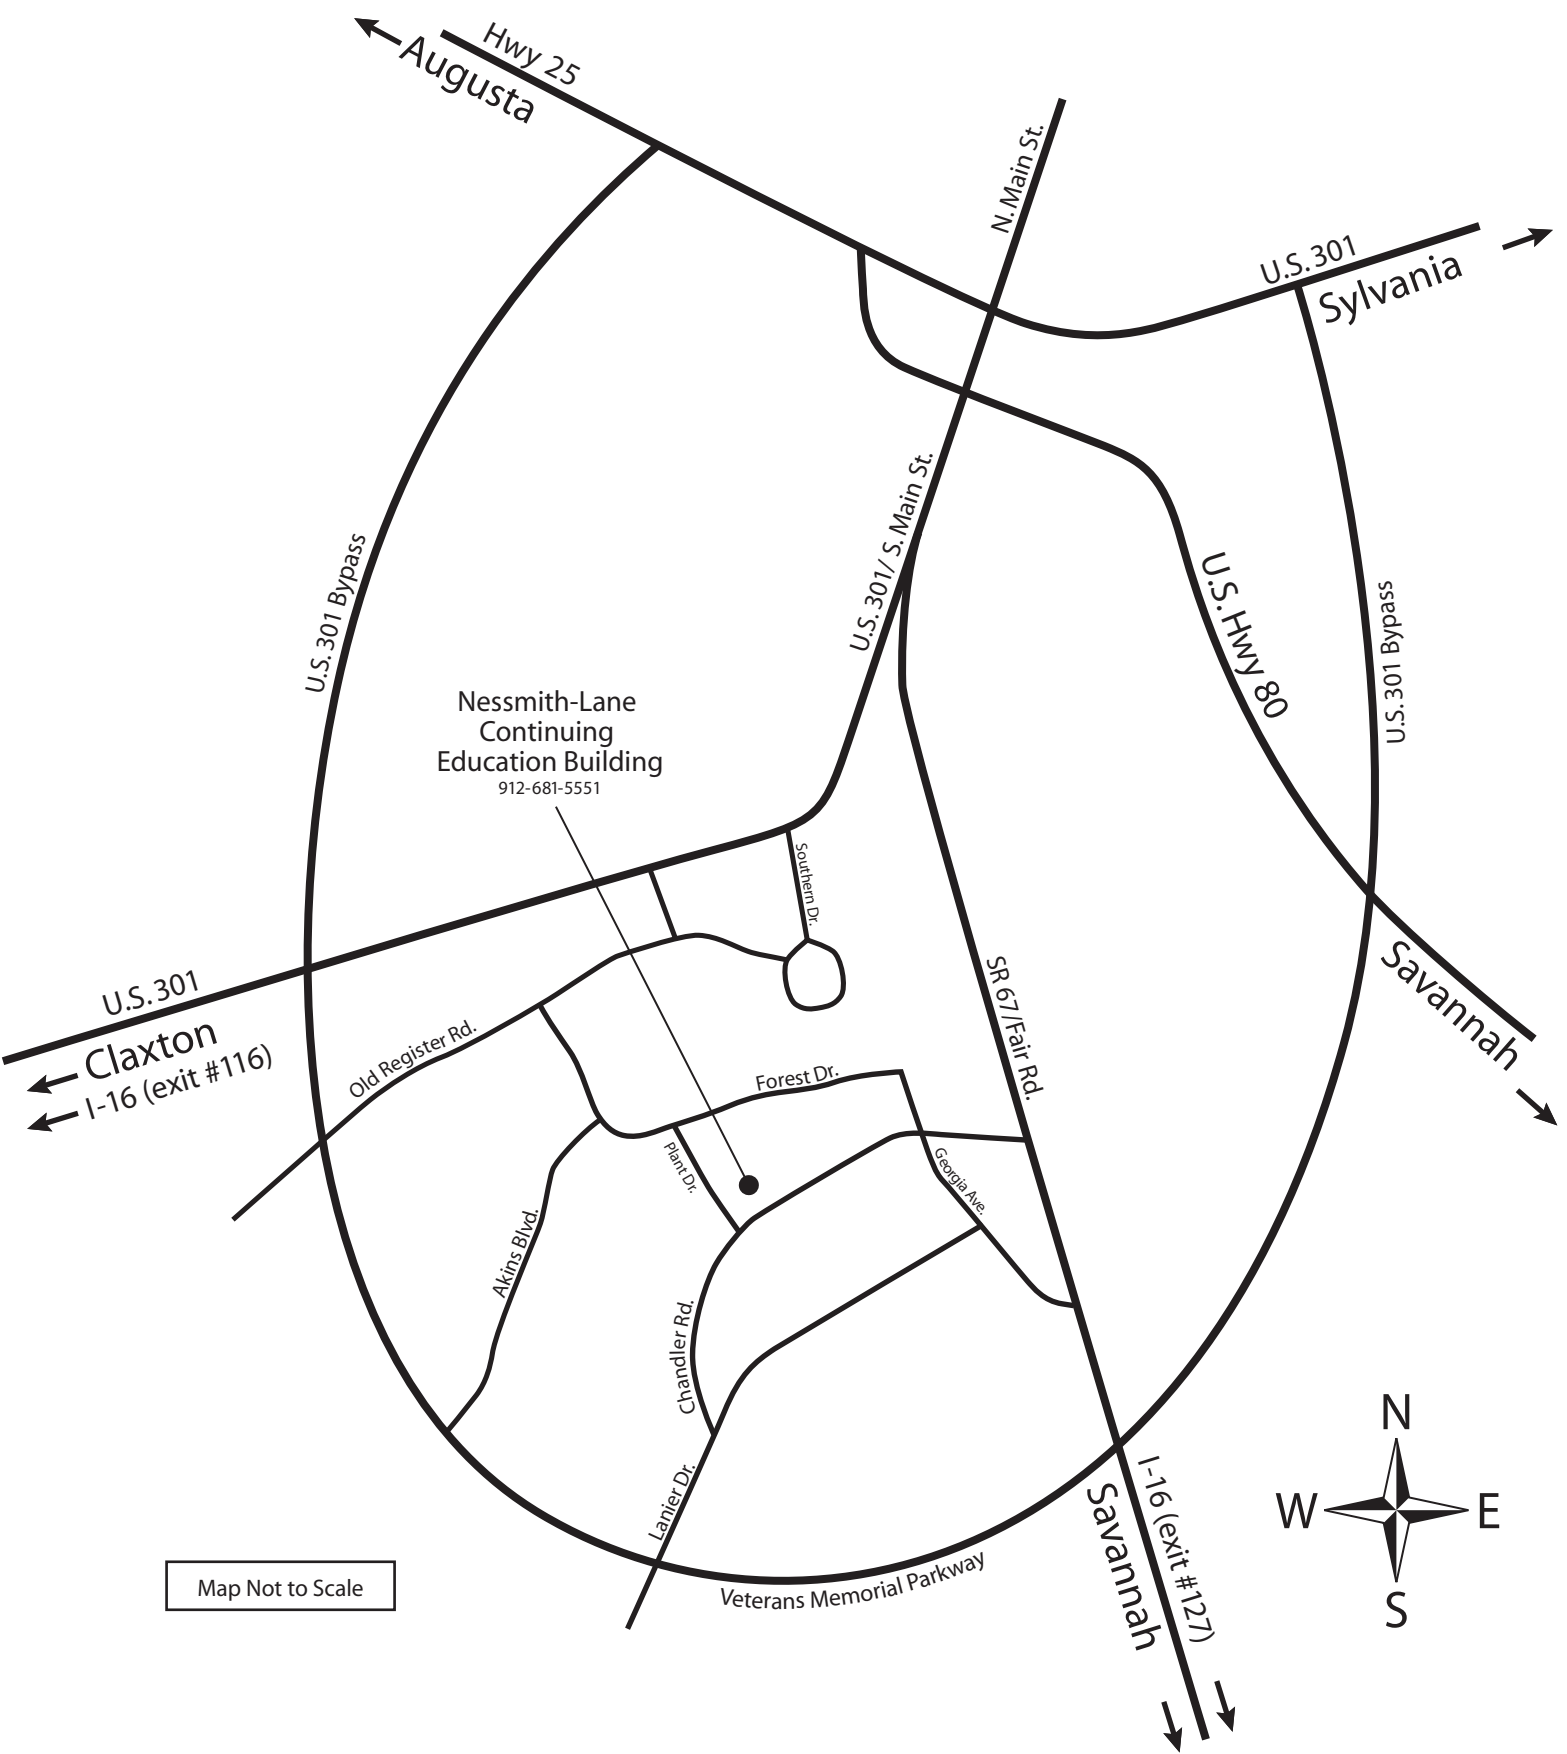 Hwy 25
Augusta
N. Main St.
U.S. 301
Sylvania
U.S. 301/ S. Main St.
U.S. 301 Bypass
U.S. Hwy 80
U.S. 301 Bypass
Nessmith-Lane
Continuing
Education Building
912-681-5551
Southern Dr.
U.S. 301
Claxton
I-16 (exit #116)
Old Register Rd.
SR 67/Fair Rd.
Savannah
Forest Dr.
Plant Dr.
Georgia Ave.
Akins Blvd.
Chandler Rd.
Lanier Dr.
Veterans Memorial Parkway
I-16 (exit #127)
Savannah
N
W
E
S
Map Not to Scale